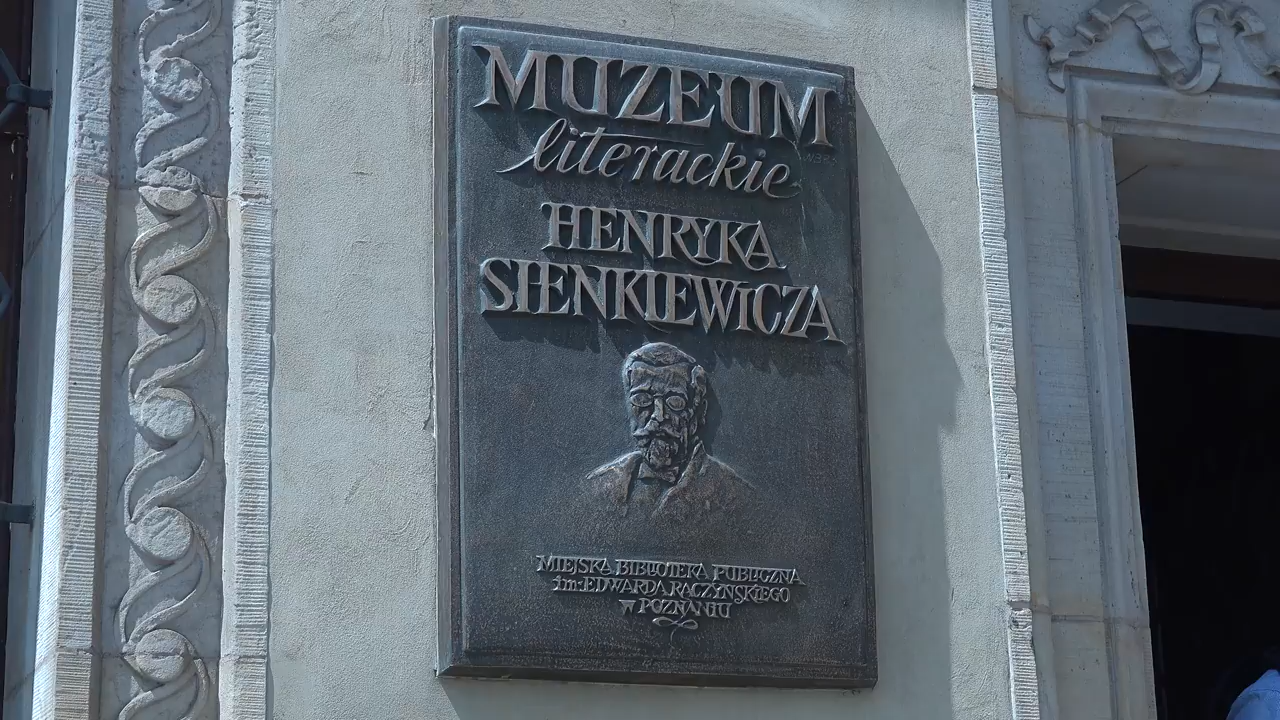 MUZEUM
literackie
HENRYKA
SIENKIEWICZA
MIEJSKA BIBLIOTEKA PUBLICZNA
im. EDWARDA RACZYŃSKIEGO
w POZNANIU